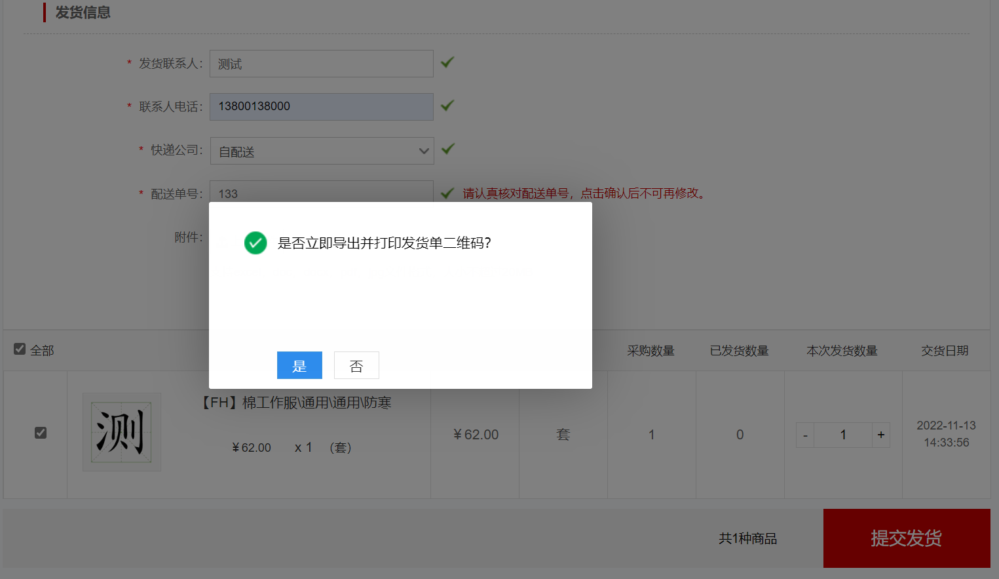 发货信息
* 发货联系人： 测试
* 联系人电话： 13800138000
* 快递公司： 自配送
* 配送单号： 133 请认真核对配送单号，点击确认后不可再修改。
附件：
是否立即导出并打印发货单二维码?
是 否
全部 采购数量 已发货数量 本次发货数量 交货日期
测
【FH】棉工作服\通用\通用\防寒
¥62.00 x 1 （套）
¥62.00 套 1 0 - 1 + 2022-11-13
14:33:56
共1种商品 提交发货